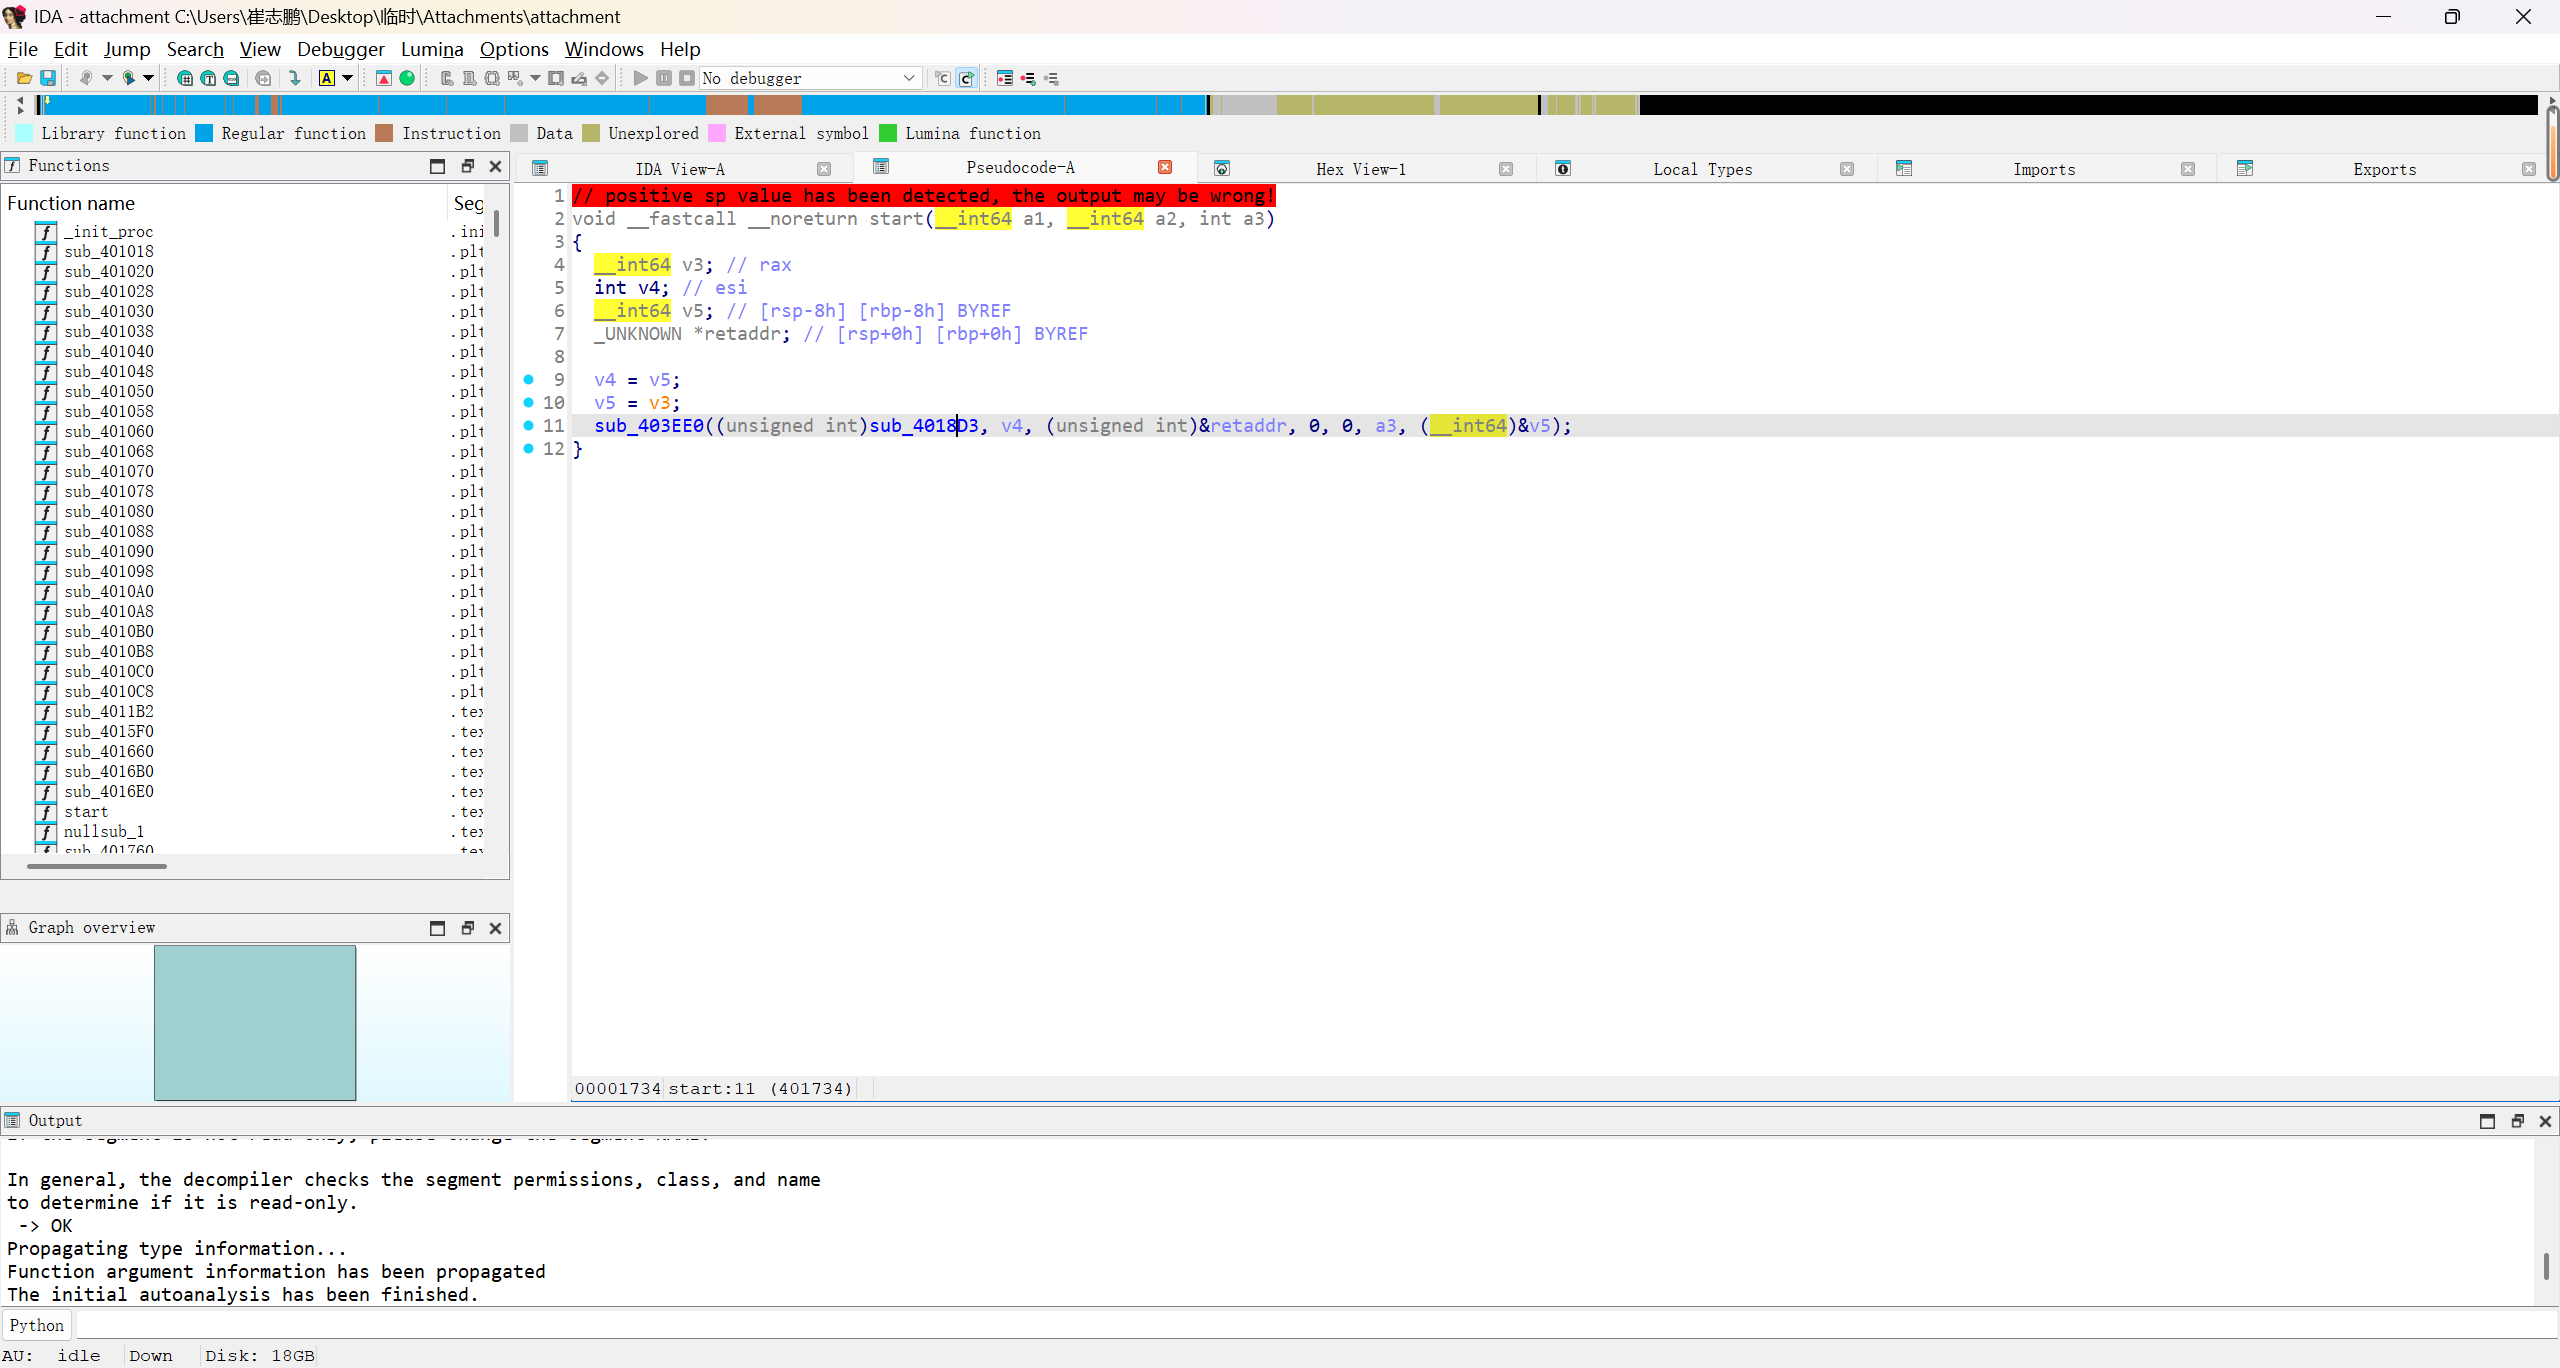 IDA - attachment C:\Users\崔志鹏\Desktop\临时\Attachments\attachment
File Edit Jump Search View Debugger Lumina Options Windows Help
No debugger
Library function Regular function Instruction Data Unexplored External symbol Lumina function
Functions
IDA View-A Pseudocode-A Hex View-1 Local Types Imports Exports
Function name Seg
_init_proc .ini
sub_401018 .plt
sub_401020 .plt
sub_401028 .plt
sub_401030 .plt
sub_401038 .plt
sub_401040 .plt
sub_401048 .plt
sub_401050 .plt
sub_401058 .plt
sub_401060 .plt
sub_401068 .plt
sub_401070 .plt
sub_401078 .plt
sub_401080 .plt
sub_401088 .plt
sub_401090 .plt
sub_401098 .plt
sub_4010A0 .plt
sub_4010A8 .plt
sub_4010B0 .plt
sub_4010B8 .plt
sub_4010C0 .plt
sub_4010C8 .plt
sub_4011B2 .tex
sub_4015F0 .tex
sub_401660 .tex
sub_4016B0 .tex
sub_4016E0 .tex
start .tex
nullsub_1 .tex
sub_401760 .tex
1 // positive sp value has been detected, the output may be wrong!
2 void __fastcall __noreturn start(__int64 a1, __int64 a2, int a3)
3 {
4 __int64 v3; // rax
5 int v4; // esi
6 __int64 v5; // [rsp-8h] [rbp-8h] BYREF
7 _UNKNOWN *retaddr; // [rsp+0h] [rbp+0h] BYREF
8
9 v4 = v5;
10 v5 = v3;
11 sub_403EE0((unsigned int)sub_4018D3, v4, (unsigned int)&retaddr, 0, 0, a3, (__int64)&v5);
12 }
00001734 start:11 (401734)
Graph overview
Output
In general, the decompiler checks the segment permissions, class, and name
to determine if it is read-only.
-> OK
Propagating type information...
Function argument information has been propagated
The initial autoanalysis has been finished.
Python
AU: idle Down Disk: 18GB